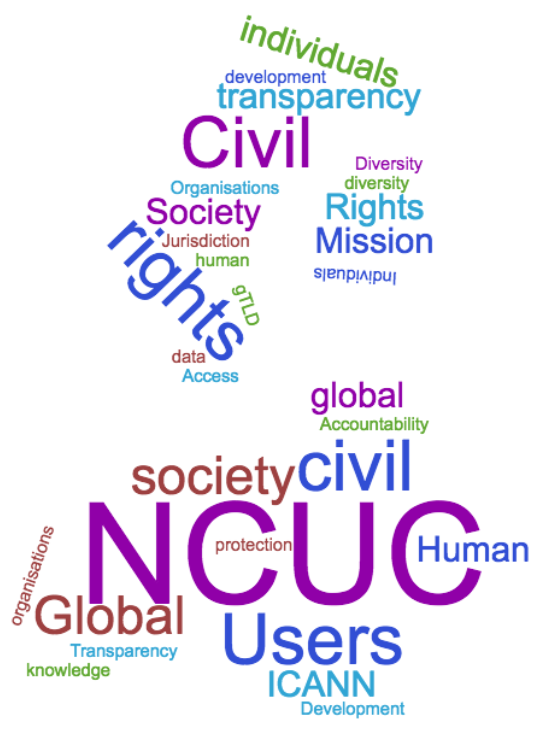 individuals
development
transparency
Civil
Diversity
diversity
Organisations
Rights
Society
Mission
Jurisdiction
human
Individuals
rights
gTLD
data
Access
global
Accountability
civil
society
NCUC
protection
Human
organisations
Global
Users
Transparency
knowledge
ICANN
Development